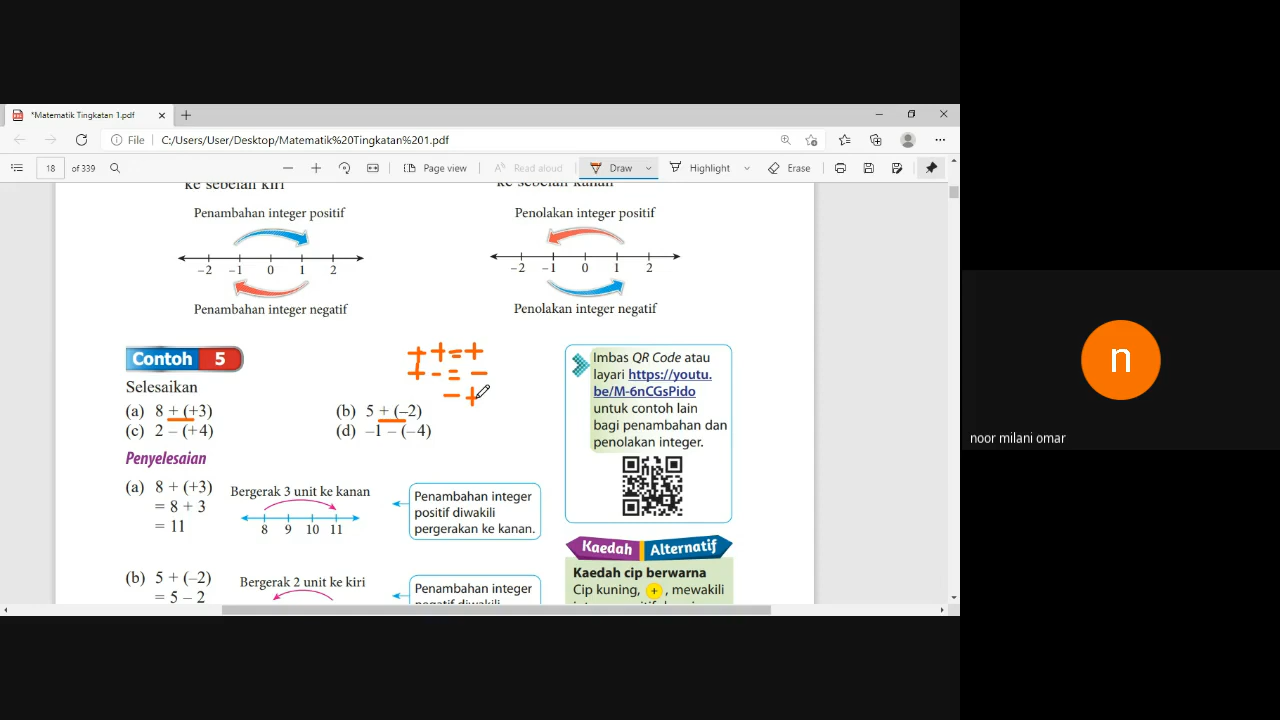 *Matematik Tingkatan 1.pdf
File C:/Users/User/Desktop/Matematik%20Tingkatan%201.pdf
18 of 339 Page view Read aloud Draw Highlight Erase
ke sebelah kiri
ke sebelah kanan
Penambahan integer positif
−2 −1 0 1 2
Penambahan integer negatif
Penolakan integer positif
−2 −1 0 1 2
Penolakan integer negatif
Contoh 5
+ + = +
+ - = -
- +
Selesaikan
(a) 8 + (+3) (b) 5 + (–2)
(c) 2 – (+4) (d) –1 – (–4)
Penyelesaian
(a) 8 + (+3)
= 8 + 3
= 11
Bergerak 3 unit ke kanan
8 9 10 11
Penambahan integer
positif diwakili
pergerakan ke kanan.
(b) 5 + (–2)
= 5 – 2
Bergerak 2 unit ke kiri
Penambahan integer
Imbas QR Code atau
layari https://youtu.
be/M-6nCGsPido
untuk contoh lain
bagi penambahan dan
penolakan integer.
Kaedah Alternatif
Kaedah cip berwarna
Cip kuning, + , mewakili
n
noor milani omar